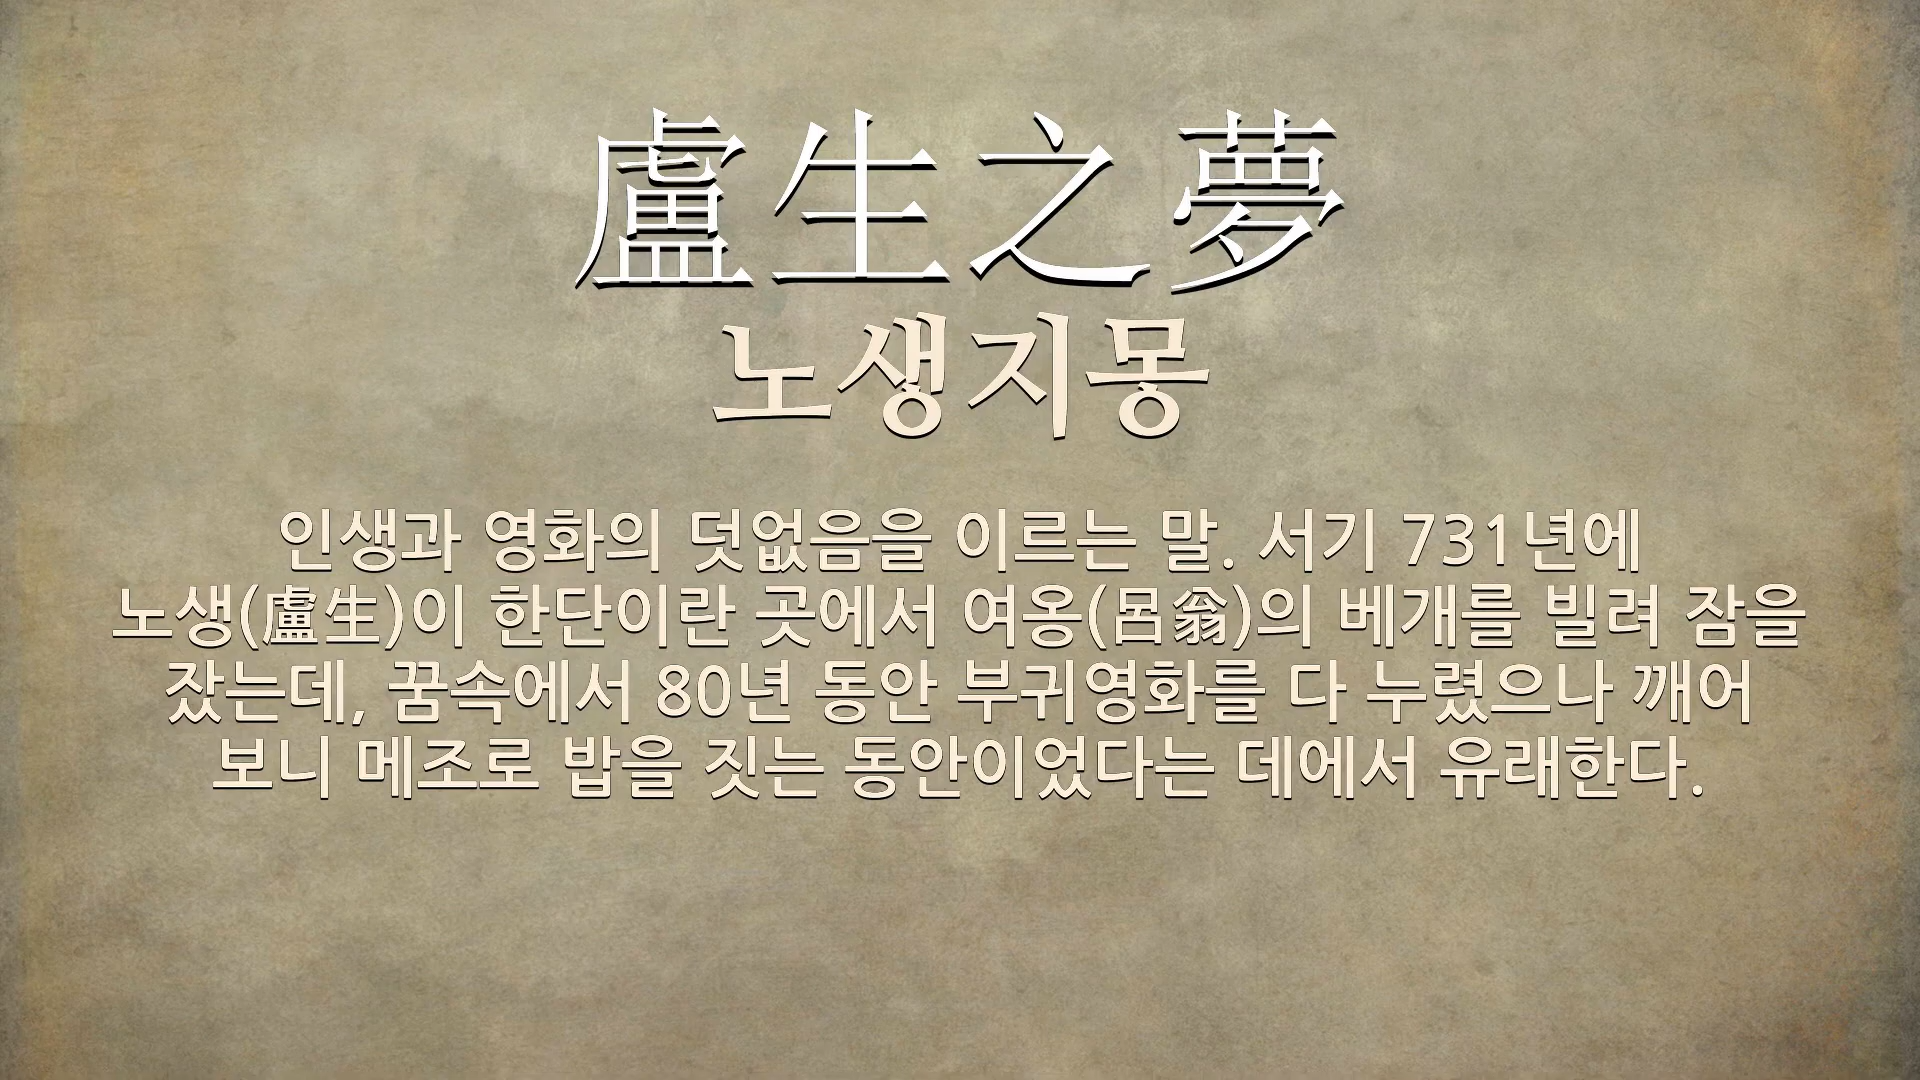 盧生之夢
노생지몽
인생과 영화의 덧없음을 이르는 말. 서기 731년에
노생(盧生)이 한단이란 곳에서 여옹(呂翁)의 베개를 빌려 잠을
잤는데, 꿈속에서 80년 동안 부귀영화를 다 누렸으나 깨어
보니 메조로 밥을 짓는 동안이었다는 데에서 유래한다.